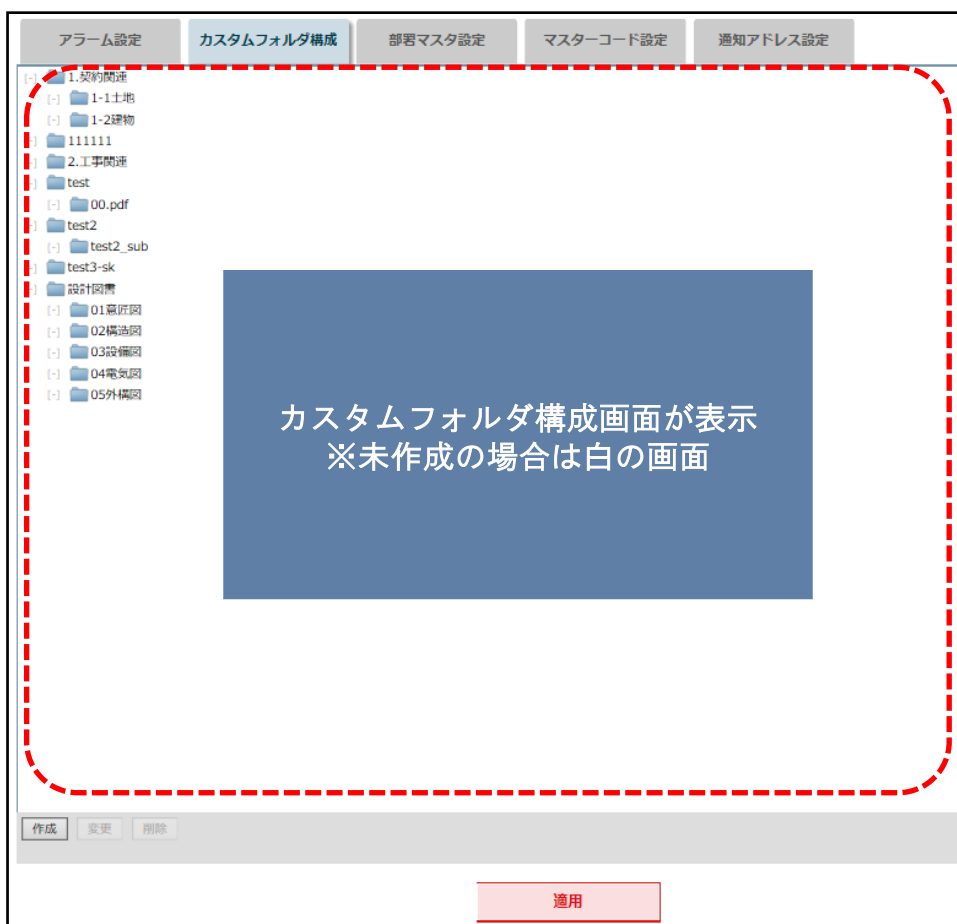 アラーム設定 カスタムフォルダ構成 部署マスタ設定 マスターコード設定 通知アドレス設定
[-] 1.契約関連
[-] 1-1土地
[-] 1-2建物
[-] 111111
[-] 2.工事関連
[-] test
[-] 00.pdf
[-] test2
[-] test2_sub
[-] test3-sk
[-] 設計図書
[-] 01意匠図
[-] 02構造図
[-] 03設備図
[-] 04電気図
[-] 05外構図
カスタムフォルダ構成画面が表示
※未作成の場合は白の画面
作成 変更 削除
適用